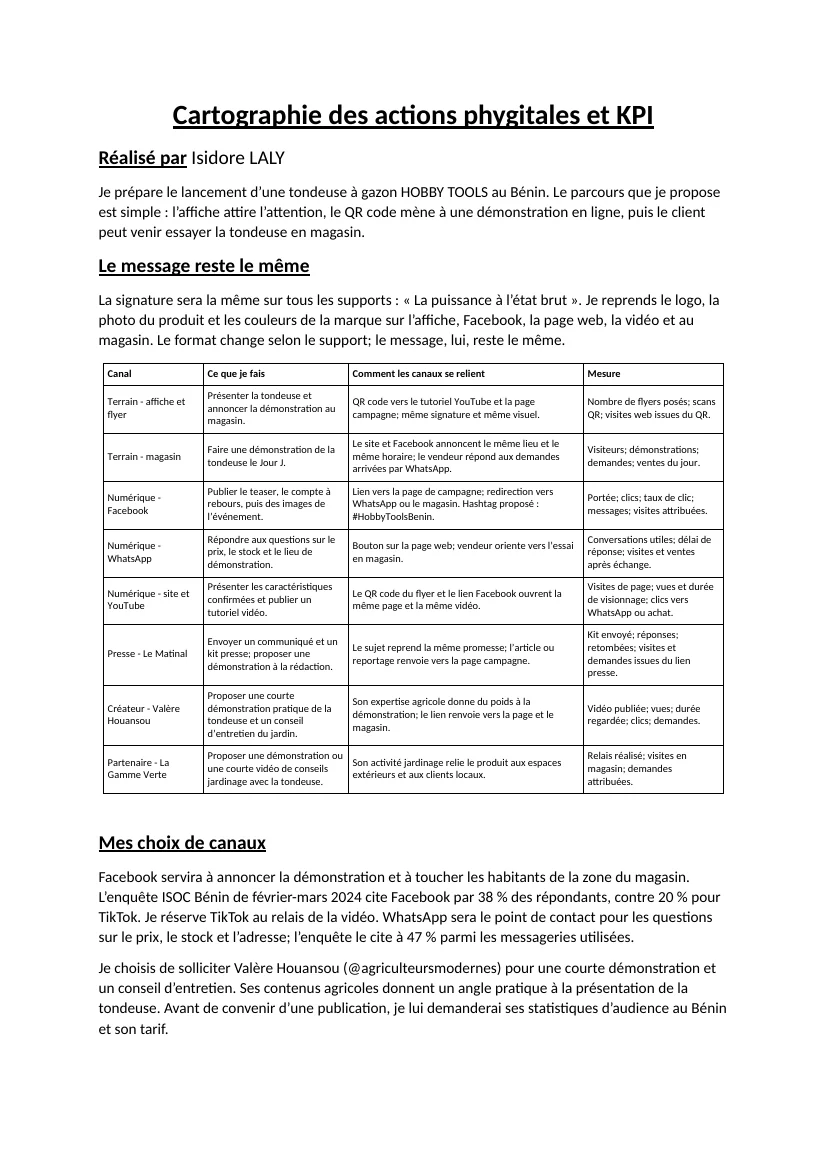 Cartographie des actions phygitales et KPI
Réalisé par Isidore LALY
Je prépare le lancement d’une tondeuse à gazon HOBBY TOOLS au Bénin. Le parcours que je propose
est simple : l’affiche attire l’attention, le QR code mène à une démonstration en ligne, puis le client
peut venir essayer la tondeuse en magasin.
Le message reste le même
La signature sera la même sur tous les supports : « La puissance à l’état brut ». Je reprends le logo, la
photo du produit et les couleurs de la marque sur l’affiche, Facebook, la page web, la vidéo et au
magasin. Le format change selon le support; le message, lui, reste le même.
Canal
Ce que je fais
Comment les canaux se relient
Mesure
Terrain - affiche et
flyer
Présenter la tondeuse et
annoncer la démonstration au
magasin.
QR code vers le tutoriel YouTube et la page
campagne; même signature et même visuel.
Nombre de flyers posés; scans
QR; visites web issues du QR.
Terrain - magasin
Faire une démonstration de la
tondeuse le Jour J.
Le site et Facebook annoncent le même lieu et le
même horaire; le vendeur répond aux demandes
arrivées par WhatsApp.
Visiteurs; démonstrations;
demandes; ventes du jour.
Numérique -
Facebook
Publier le teaser, le compte à
rebours, puis des images de
l’événement.
Lien vers la page de campagne; redirection vers
WhatsApp ou le magasin. Hashtag proposé :
#HobbyToolsBenin.
Portée; clics; taux de clic;
messages; visites attribuées.
Numérique -
WhatsApp
Répondre aux questions sur le
prix, le stock et le lieu de
démonstration.
Bouton sur la page web; vendeur oriente vers l’essai
en magasin.
Conversations utiles; délai de
réponse; visites et ventes
après échange.
Numérique - site et
YouTube
Présenter les caractéristiques
confirmées et publier un
tutoriel vidéo.
Le QR code du flyer et le lien Facebook ouvrent la
même page et la même vidéo.
Visites de page; vues et durée
de visionnage; clics vers
WhatsApp ou achat.
Presse - Le Matinal
Envoyer un communiqué et un
kit presse; proposer une
démonstration à la rédaction.
Le sujet reprend la même promesse; l’article ou
reportage renvoie vers la page campagne.
Kit envoyé; réponses;
retombées; visites et
demandes issues du lien
presse.
Créateur - Valère
Houansou
Proposer une courte
démonstration pratique de la
tondeuse et un conseil
d’entretien du jardin.
Son expertise agricole donne du poids à la
démonstration; le lien renvoie vers la page et le
magasin.
Vidéo publiée; vues; durée
regardée; clics; demandes.
Partenaire - La
Gamme Verte
Proposer une démonstration ou
une courte vidéo de conseils
jardinage avec la tondeuse.
Son activité jardinage relie le produit aux espaces
extérieurs et aux clients locaux.
Relais réalisé; visites en
magasin; demandes
attribuées.
Mes choix de canaux
Facebook servira à annoncer la démonstration et à toucher les habitants de la zone du magasin.
L’enquête ISOC Bénin de février-mars 2024 cite Facebook par 38 % des répondants, contre 20 % pour
TikTok. Je réserve TikTok au relais de la vidéo. WhatsApp sera le point de contact pour les questions
sur le prix, le stock et l’adresse; l’enquête le cite à 47 % parmi les messageries utilisées.
Je choisis de solliciter Valère Houansou (@agriculteursmodernes) pour une courte démonstration et
un conseil d’entretien. Ses contenus agricoles donnent un angle pratique à la présentation de la
tondeuse. Avant de convenir d’une publication, je lui demanderai ses statistiques d’audience au Bénin
et son tarif.